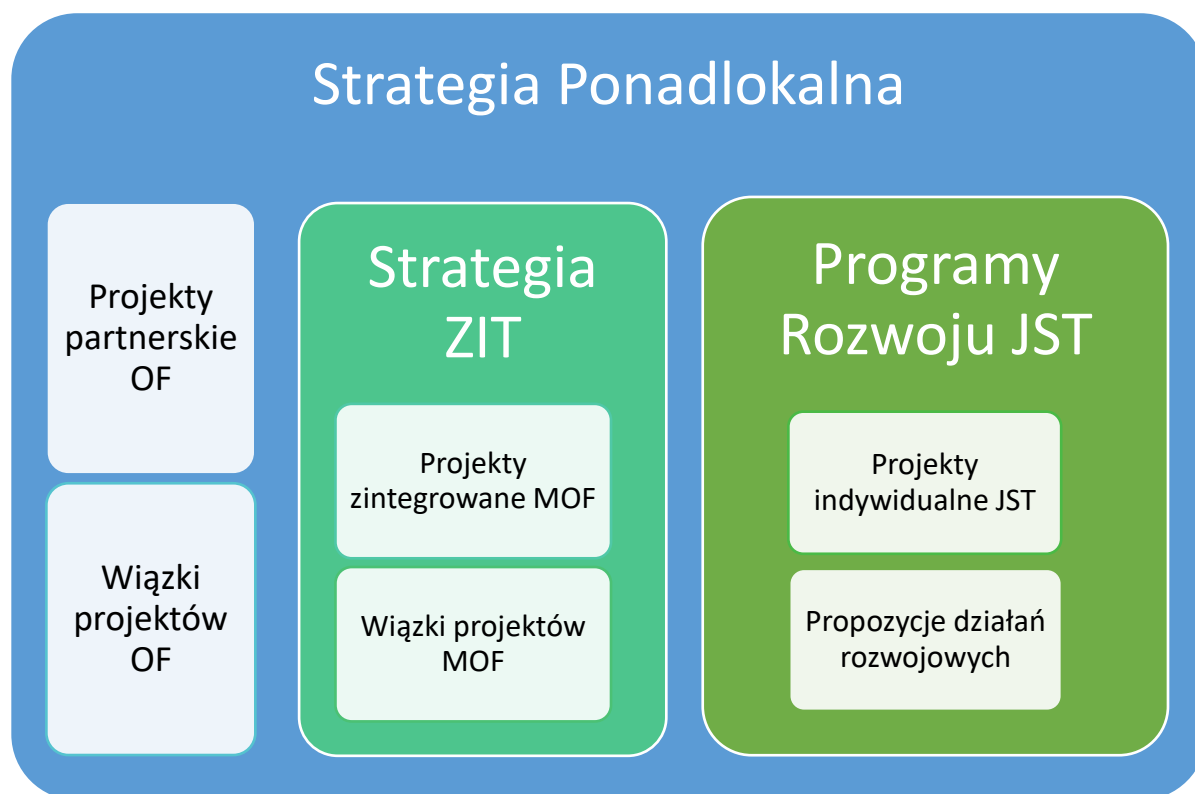 Strategia Ponadlokalna
Projekty
partnerskie
OF
Wiązki
projektów
OF
Strategia
ZIT
Projekty
zintegrowane MOF
Wiązki projektów
MOF
Programy
Rozwoju JST
Projekty
indywidualne JST
Propozycje działań
rozwojowych